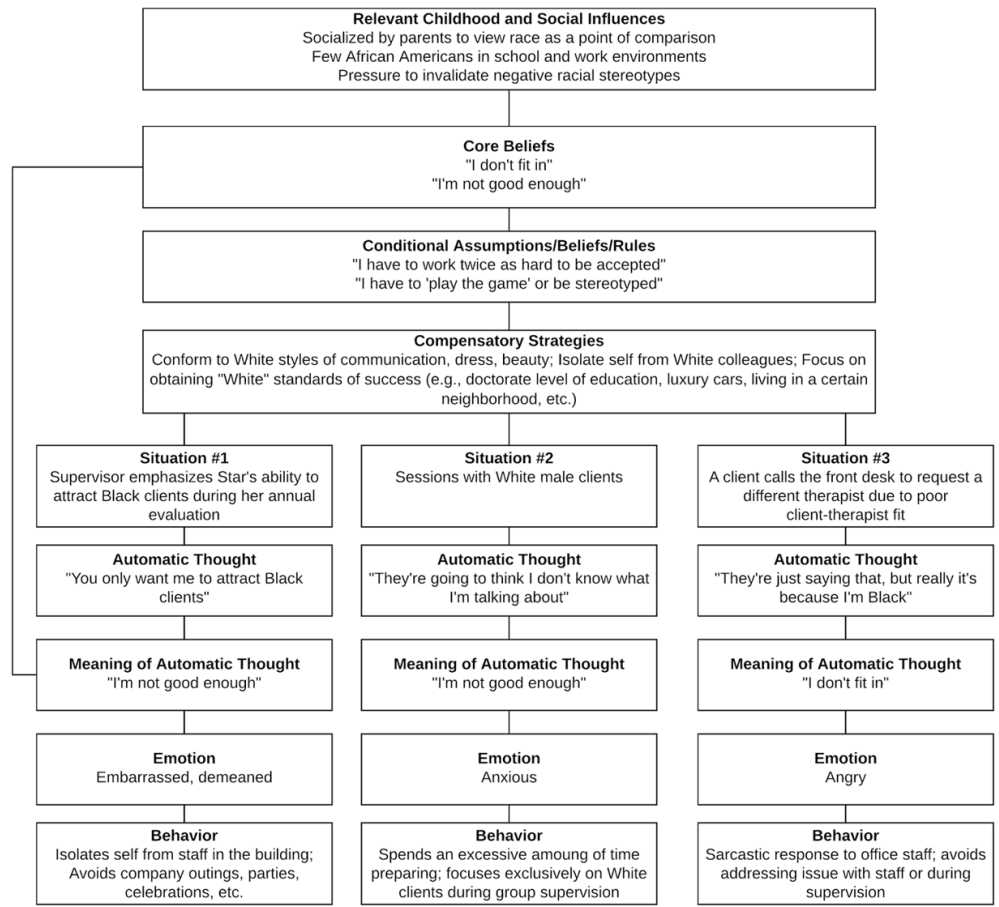 Relevant Childhood and Social Influences
Socialized by parents to view race as a point of comparison
Few African Americans in school and work environments
Pressure to invalidate negative racial stereotypes
Core Beliefs
"I don't fit in"
"I'm not good enough"
Conditional Assumptions/Beliefs/Rules
"I have to work twice as hard to be accepted"
"I have to 'play the game' or be stereotyped"
Compensatory Strategies
Conform to White styles of communication, dress, beauty; Isolate self from White colleagues; Focus on
obtaining "White" standards of success (e.g., doctorate level of education, luxury cars, living in a certain
neighborhood, etc.)
Situation #1
Supervisor emphasizes Star's ability to
attract Black clients during her annual
evaluation
Situation #2
Sessions with White male clients
Situation #3
A client calls the front desk to request a
different therapist due to poor
client-therapist fit
Automatic Thought
"You only want me to attract Black
clients"
Automatic Thought
"They're going to think I don't know what
I'm talking about"
Automatic Thought
"They're just saying that, but really it's
because I'm Black"
Meaning of Automatic Thought
"I'm not good enough"
Meaning of Automatic Thought
"I'm not good enough"
Meaning of Automatic Thought
"I don't fit in"
Emotion
Embarrassed, demeaned
Emotion
Anxious
Emotion
Angry
Behavior
Isolates self from staff in the building;
Avoids company outings, parties,
celebrations, etc.
Behavior
Spends an excessive amoung of time
preparing; focuses exclusively on White
clients during group supervision
Behavior
Sarcastic response to office staff; avoids
addressing issue with staff or during
supervision